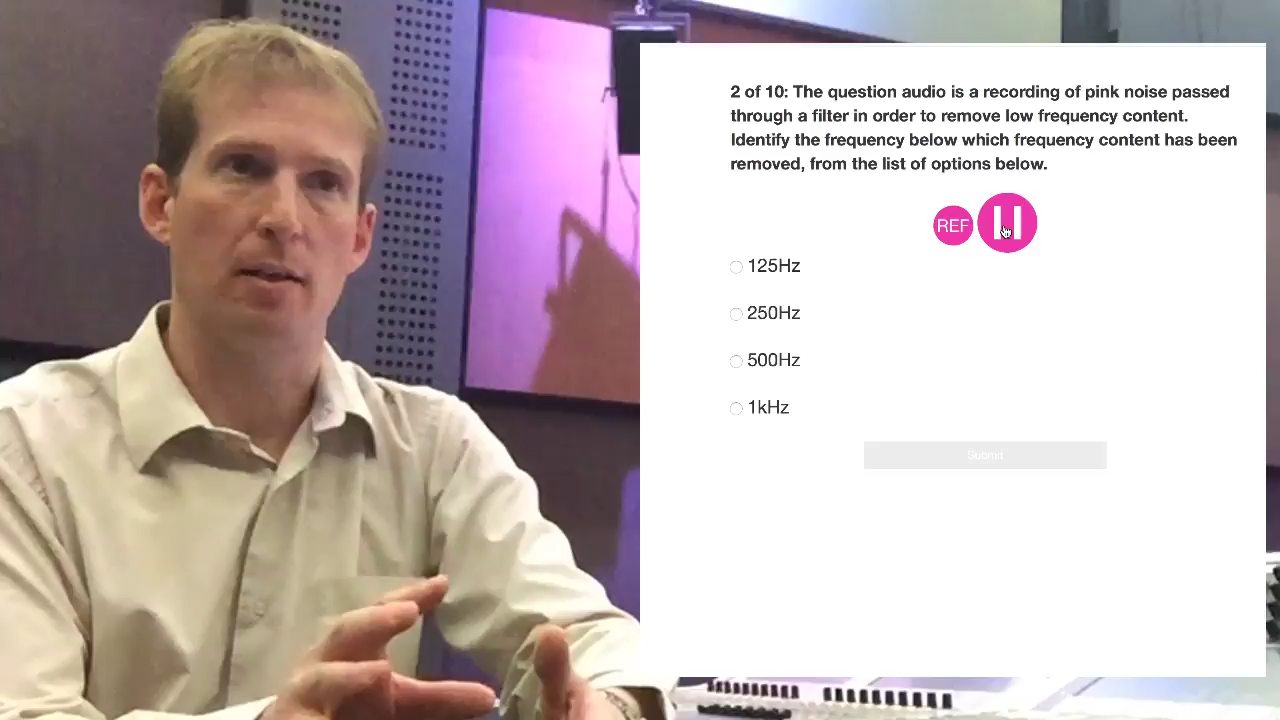 2 of 10: The question audio is a recording of pink noise passed
through a filter in order to remove low frequency content.
Identify the frequency below which frequency content has been
removed, from the list of options below.
REF
125Hz
250Hz
500Hz
1kHz
Submit